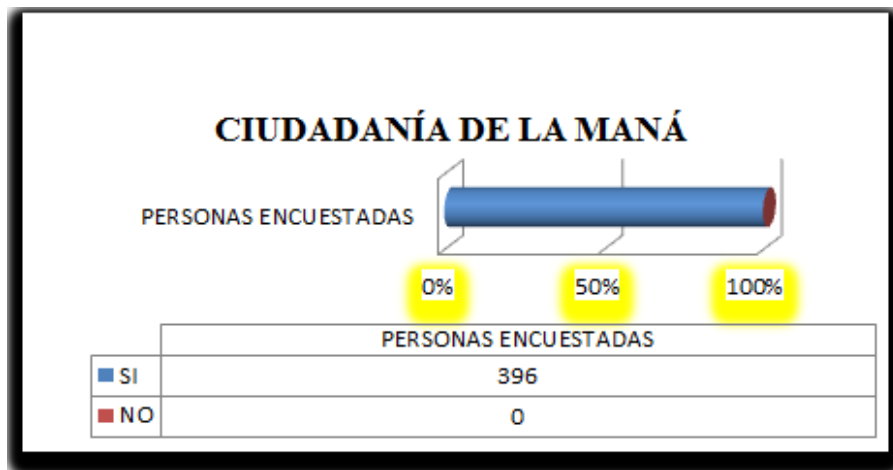 CIUDADANÍA DE LA MANÁ
PERSONAS ENCUESTADAS
0% 50% 100%
PERSONAS ENCUESTADAS
SI 396
NO 0